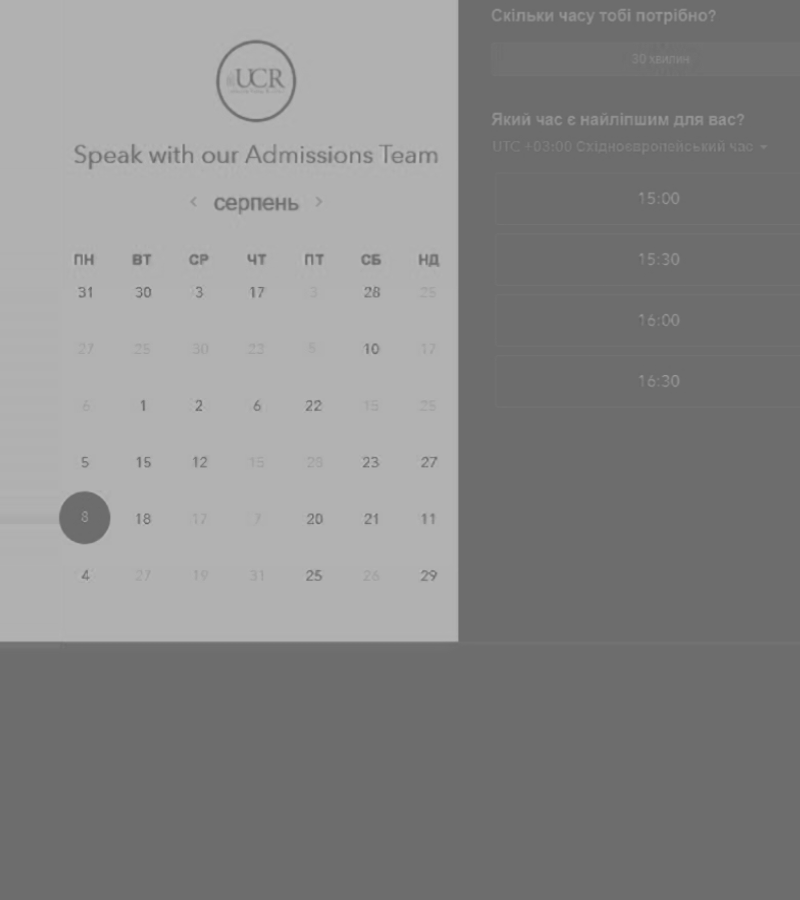 UCR
Speak with our Admissions Team
‹ серпень ›
ПН ВТ СР ЧТ ПТ СБ НД
31 30 3 17 3 28 25
27 25 30 23 5 10 17
6 1 2 6 22 15 25
5 15 12 15 23 27
8 18 17 7 20 21 11
4 27 19 31 25 26 29
Скільки часу тобі потрібно?
30 хвилин
Який час є найліпшим для вас?
UTC +03:00 Східноєвропейський час
15:00
15:30
16:00
16:30